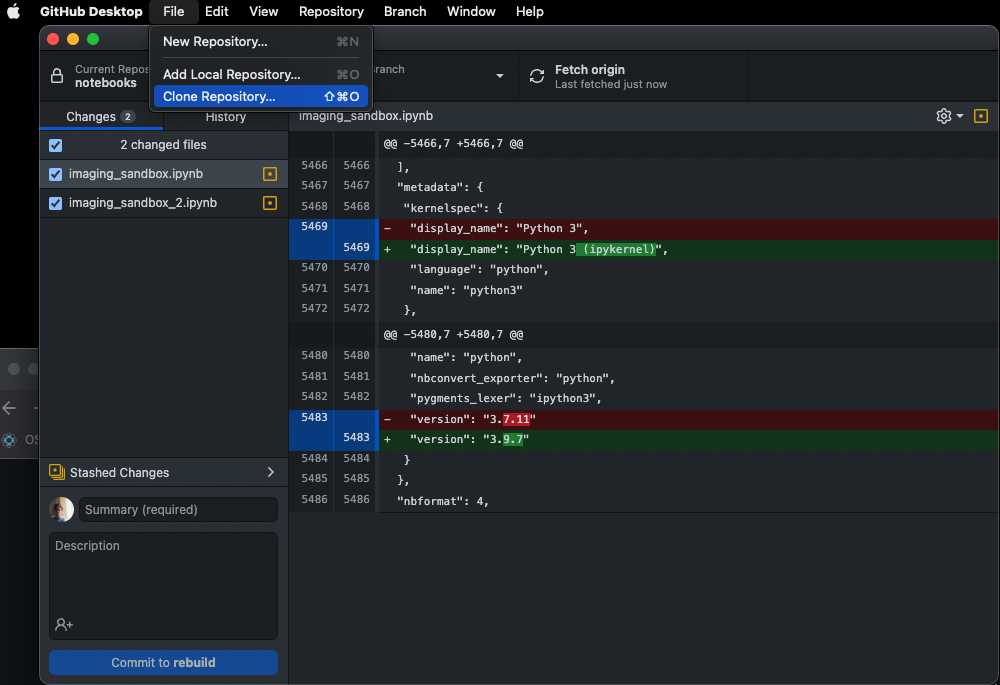 GitHub Desktop File Edit View Repository Branch Window Help
New Repository... ⌘N
Add Local Repository... ⌘O
Clone Repository... ⇧⌘O
Current Repos
notebooks
ranch
Fetch origin
Last fetched just now
Changes 2 History
imaging_sandbox.ipynb
2 changed files
imaging_sandbox.ipynb
imaging_sandbox_2.ipynb
@@ -5466,7 +5466,7 @@
5466 5466 ],
5467 5467 "metadata": {
5468 5468 "kernelspec": {
5469 - "display_name": "Python 3",
5469 + "display_name": "Python 3 (ipykernel)",
5470 5470 "language": "python",
5471 5471 "name": "python3"
5472 5472 },
@@ -5480,7 +5480,7 @@
5480 5480 "name": "python",
5481 5481 "nbconvert_exporter": "python",
5482 5482 "pygments_lexer": "ipython3",
5483 - "version": "3.7.11"
5483 + "version": "3.9.7"
5484 5484 }
5485 5485 },
5486 5486 "nbformat": 4,
Stashed Changes
Summary (required)
Description
Commit to rebuild